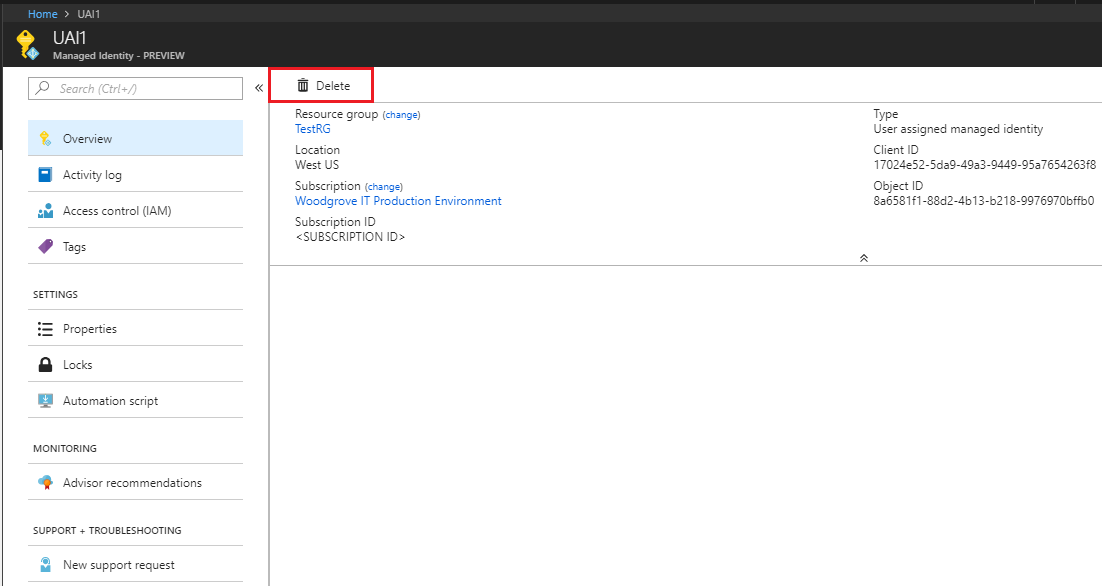 Home > UAI1
UAI1
Managed Identity - PREVIEW
Search (Ctrl+/)
«
Delete
Overview
Activity log
Access control (IAM)
Tags
SETTINGS
Properties
Locks
Automation script
MONITORING
Advisor recommendations
SUPPORT + TROUBLESHOOTING
New support request
Resource group (change)
TestRG
Location
West US
Subscription (change)
Woodgrove IT Production Environment
Subscription ID
<SUBSCRIPTION ID>
Type
User assigned managed identity
Client ID
17024e52-5da9-49a3-9449-95a7654263f8
Object ID
8a6581f1-88d2-4b13-b218-9976970bffb0